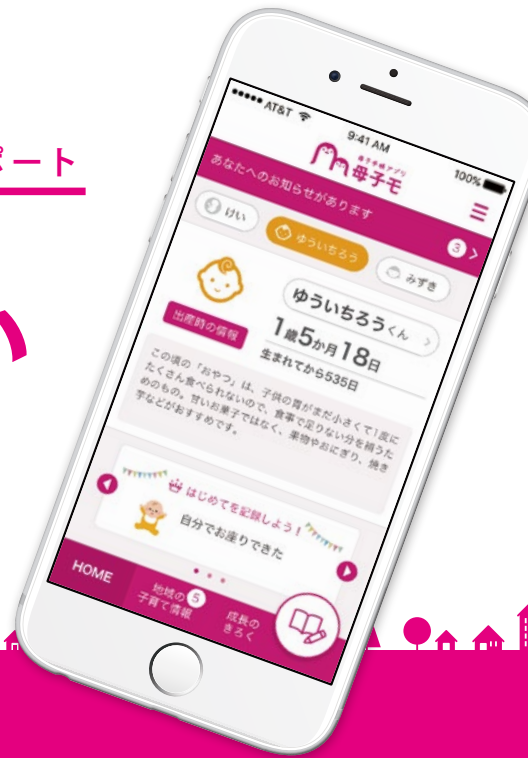 ポート
い
AT&T
9:41 AM
100%
母子手帳アプリ
母子モ
あなたへのお知らせがあります
3
けい
ゆういちろう
みずき
ゆういちろうくん
出産時の情報
1歳5か月18日
生まれてから535日
この頃の「おやつ」は、子供の胃がまだ小さくて1度に
たくさん食べられないので、食事で足りない分を補うた
めのもの。甘いお菓子ではなく、果物やおにぎり、焼き
芋などがおすすめです。
はじめてを記録しよう!
自分でお座りできた
HOME
地域の
子育て情報
5
成長の
きろく